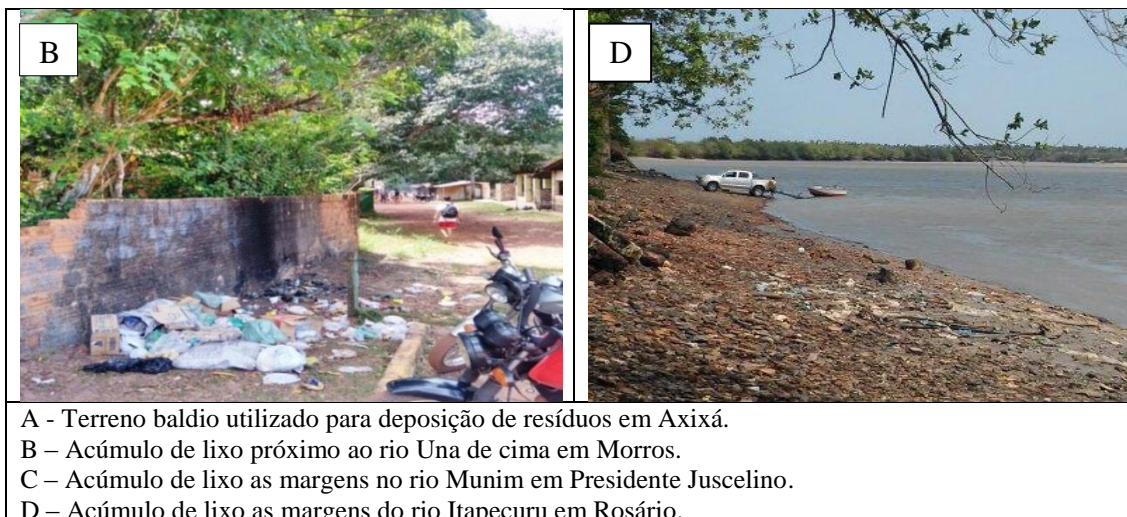 B
D
A - Terreno baldio utilizado para deposição de resíduos em Axixá.
B – Acúmulo de lixo próximo ao rio Una de cima em Morros.
C – Acúmulo de lixo as margens no rio Munim em Presidente Juscelino.
D – Acúmulo de lixo as margens do rio Itapecuru em Rosário.